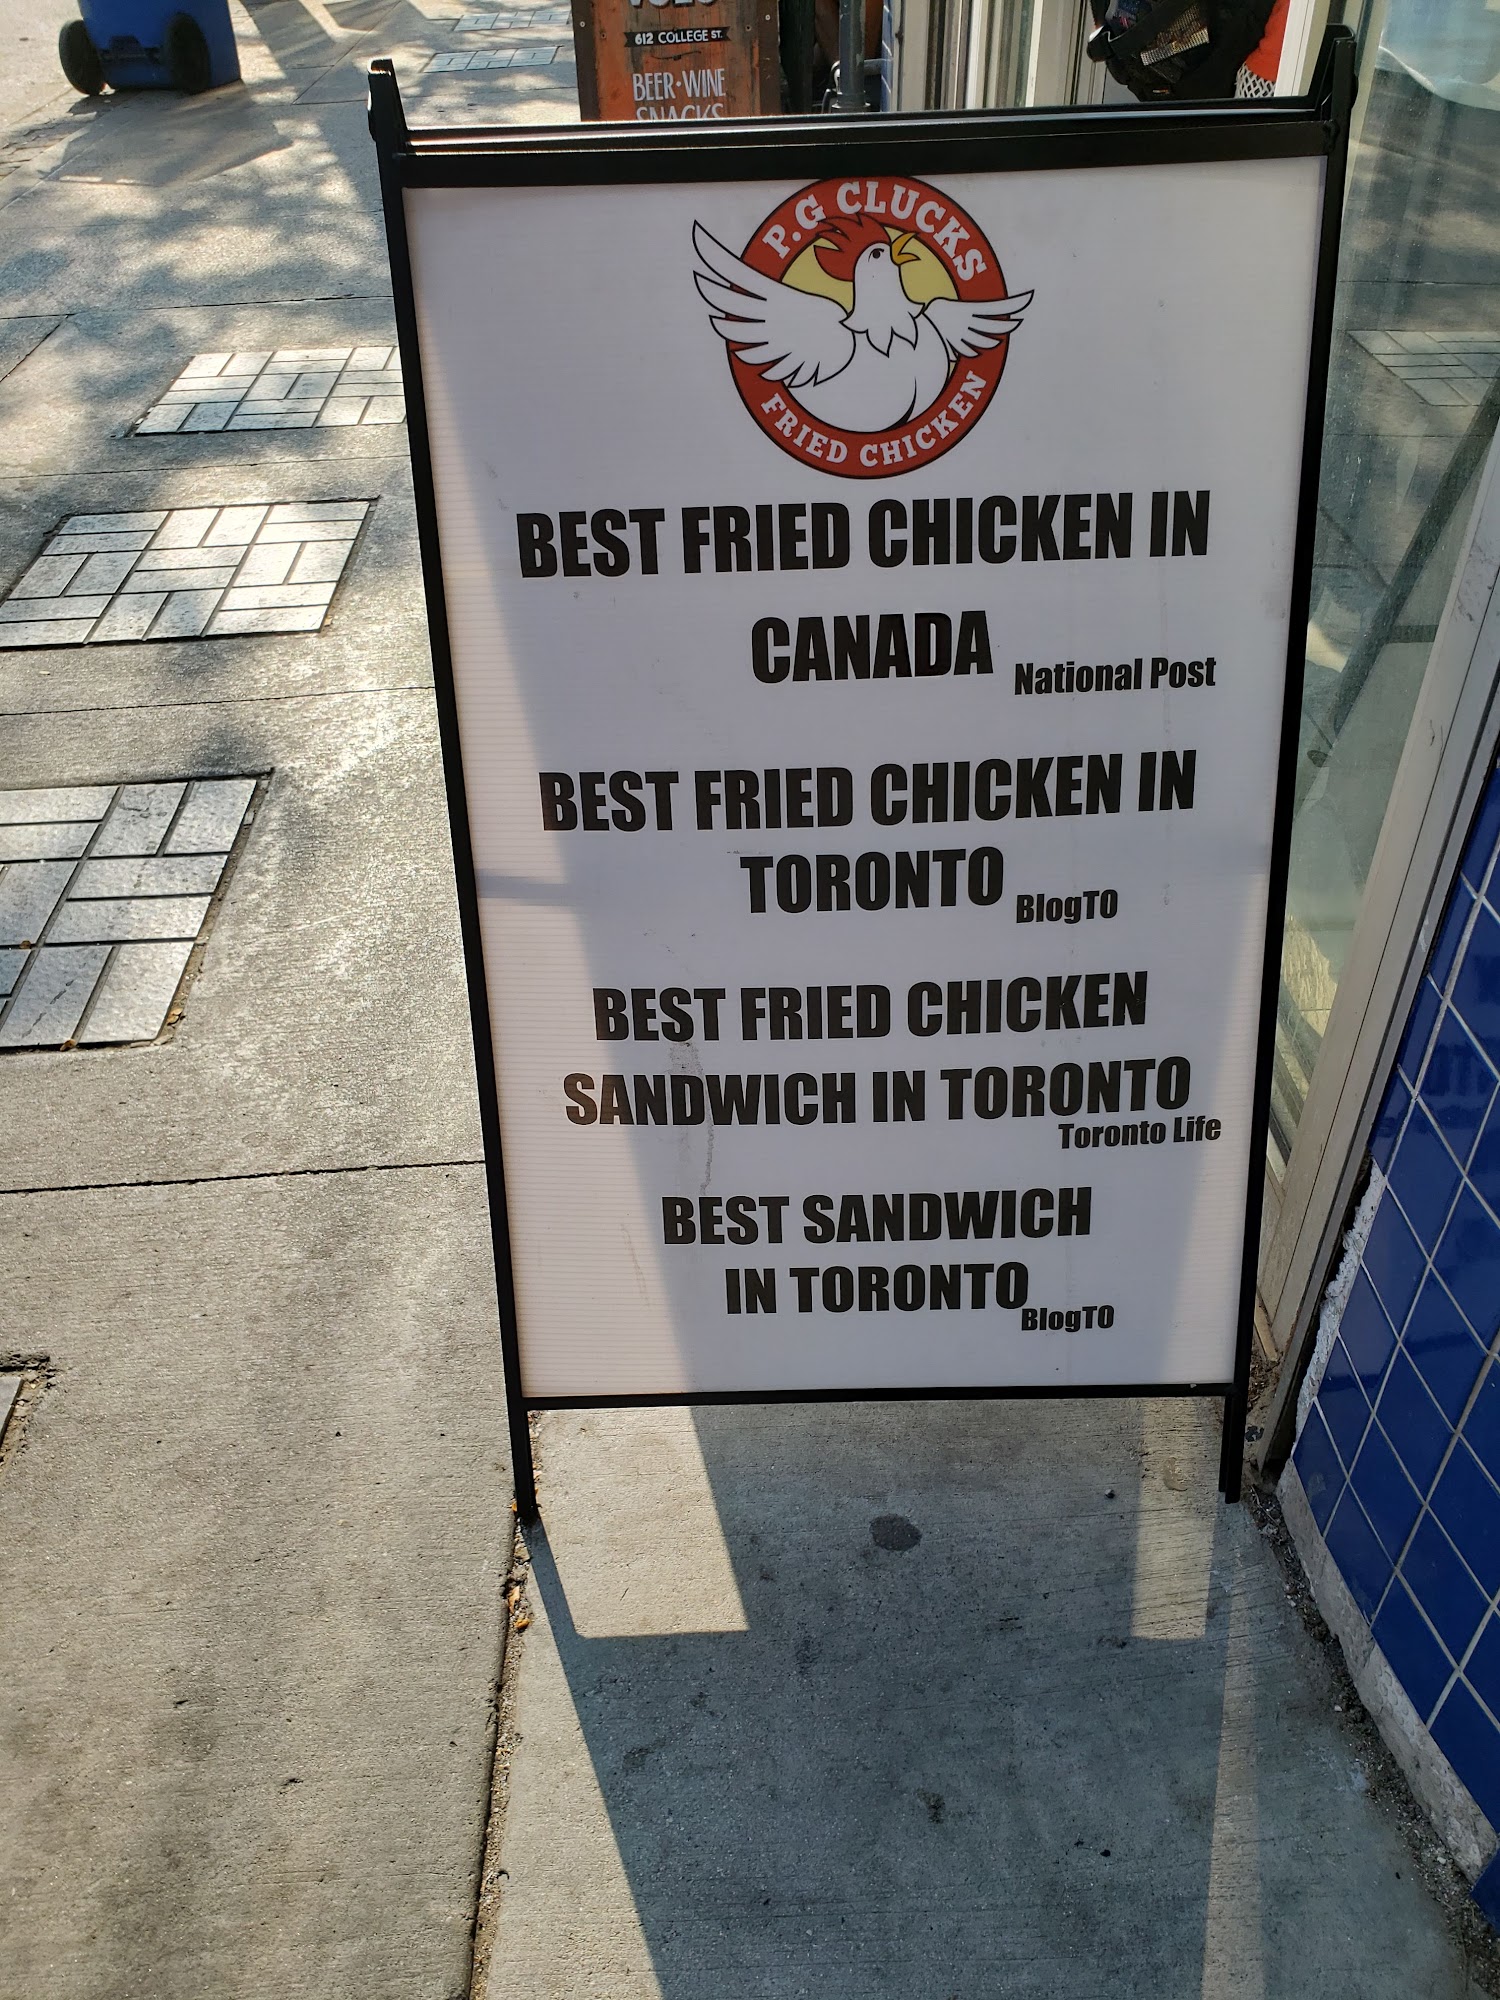 612 COLLEGE ST.
BEER·WINE
SNACKS
P.G CLUCKS
FRIED CHICKEN
BEST FRIED CHICKEN IN
CANADA National Post
BEST FRIED CHICKEN IN
TORONTO BlogTO
BEST FRIED CHICKEN
SANDWICH IN TORONTO
Toronto Life
BEST SANDWICH
IN TORONTO
BlogTO